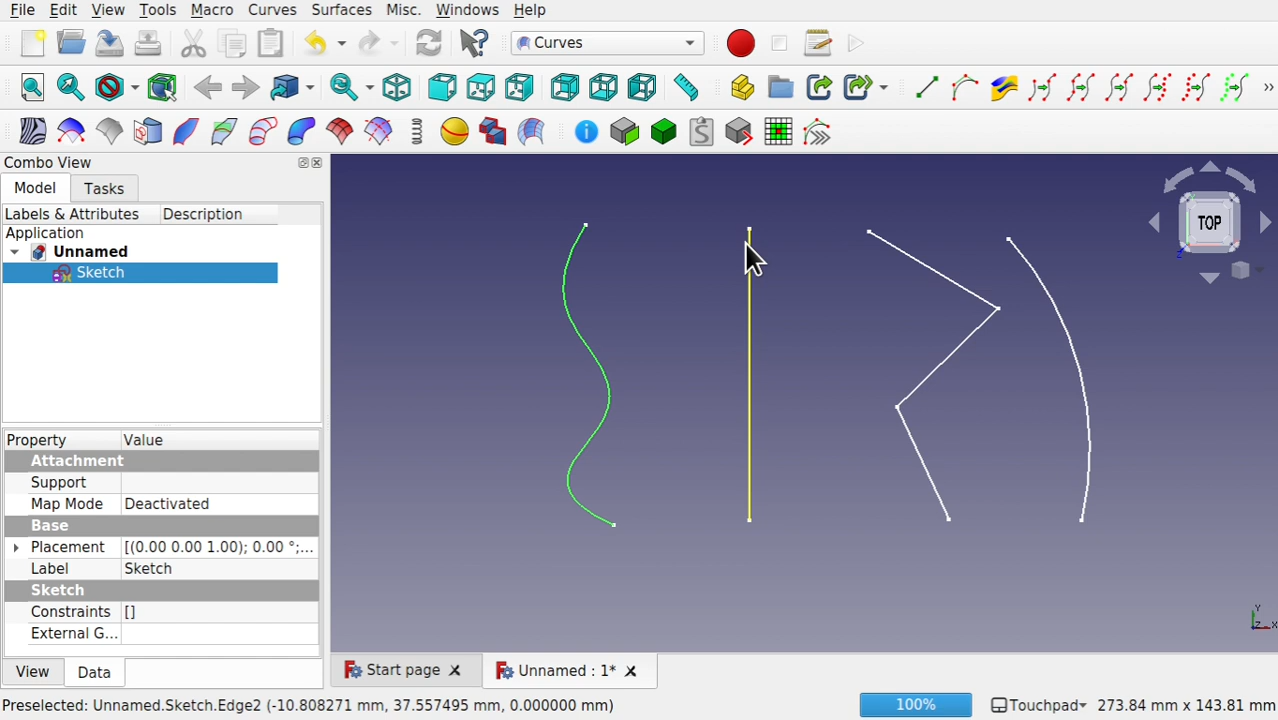 File Edit View Tools Macro Curves Surfaces Misc. Windows Help
Curves
Combo View
Model Tasks
Labels & Attributes Description
Application
Unnamed
Sketch
TOP
Z
Property Value
Attachment
Support
Map Mode Deactivated
Base
Placement [(0.00 0.00 1.00); 0.00 °;...
Label Sketch
Sketch
Constraints []
External G...
Y
Z X
View Data
Start page Unnamed : 1*
Preselected: Unnamed.Sketch.Edge2 (-10.908271 mm, 37.557495 mm, 0.000000 mm) 100% Touchpad 273.84 mm x 143.81 mm